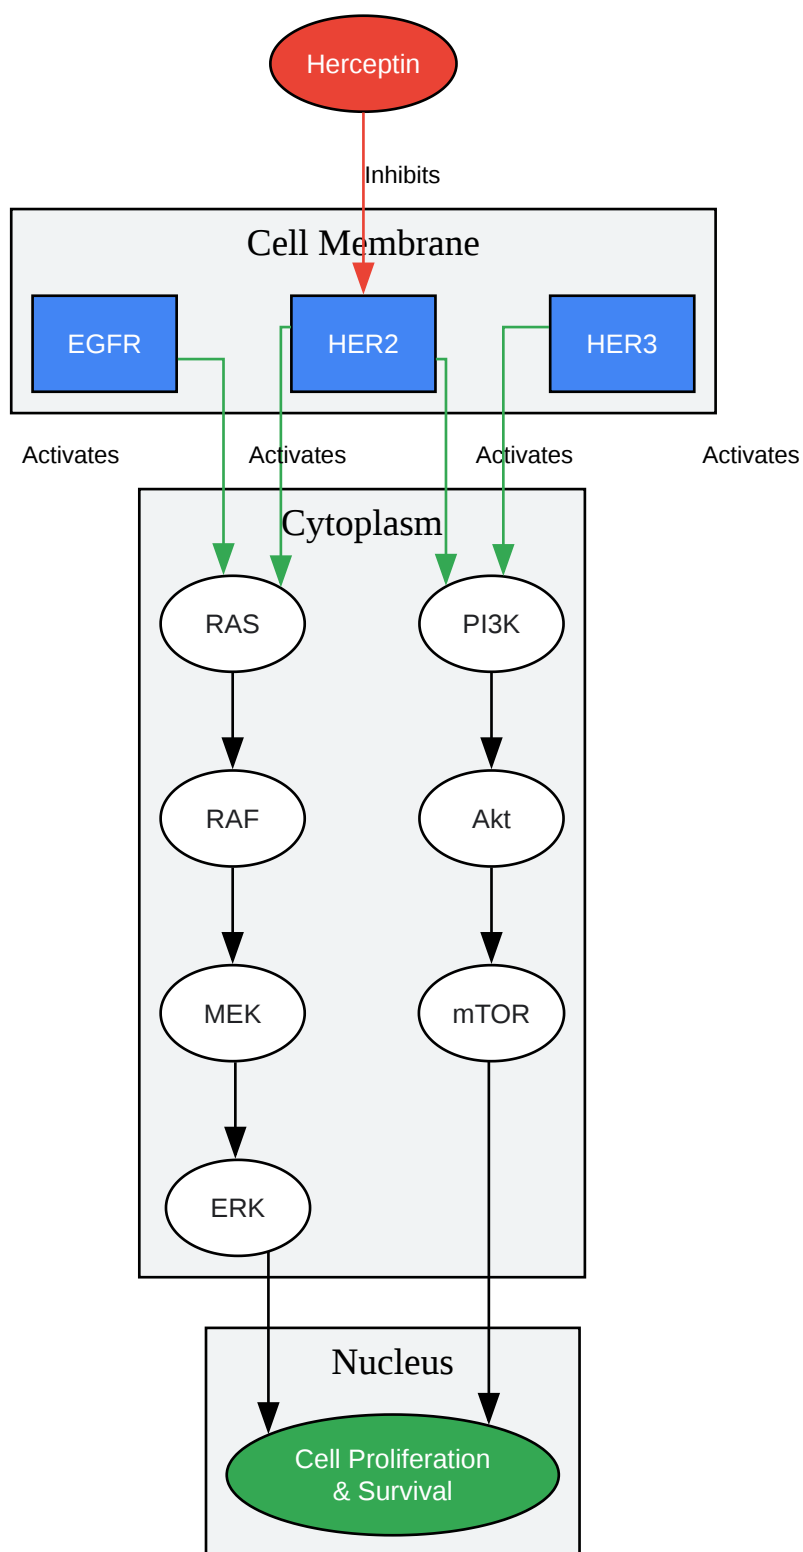 Herceptin
Inhibits
Cell Membrane
EGFR
HER2
HER3
Activates
Activates
Activates
Activates
Cytoplasm
RAS
PI3K
RAF
Akt
MEK
mTOR
ERK
Nucleus
Cell Proliferation
& Survival